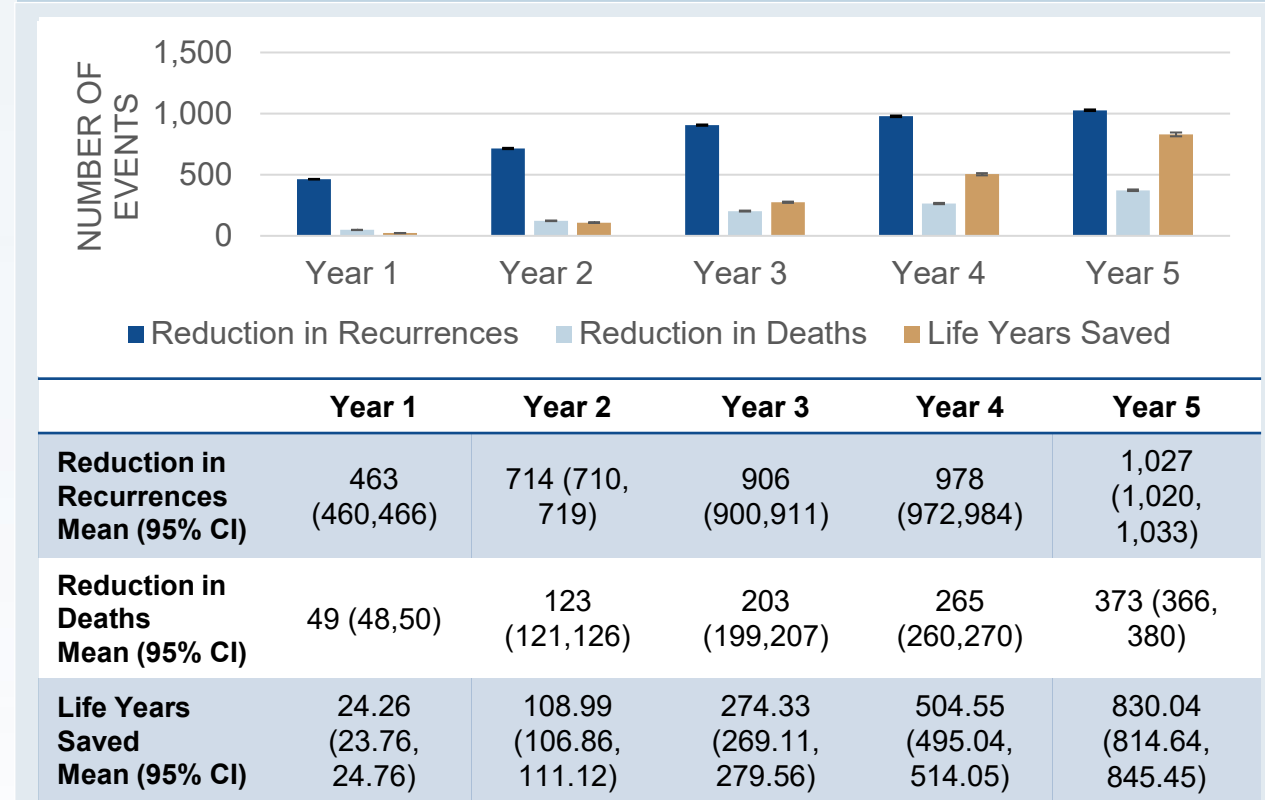 NUMBER OF
EVENTS
1,500
1,000
500
0
Year 1 Year 2 Year 3 Year 4 Year 5
Reduction in Recurrences Reduction in Deaths Life Years Saved
Year 1 Year 2 Year 3 Year 4 Year 5
Reduction in
Recurrences
Mean (95% CI)
463
(460,466)
714 (710,
719)
906
(900,911)
978
(972,984)
1,027
(1,020,
1,033)
Reduction in
Deaths
Mean (95% CI)
49 (48,50)
123
(121,126)
203
(199,207)
265
(260,270)
373 (366,
380)
Life Years
Saved
Mean (95% CI)
24.26
(23.76,
24.76)
108.99
(106.86,
111.12)
274.33
(269.11,
279.56)
504.55
(495.04,
514.05)
830.04
(814.64,
845.45)